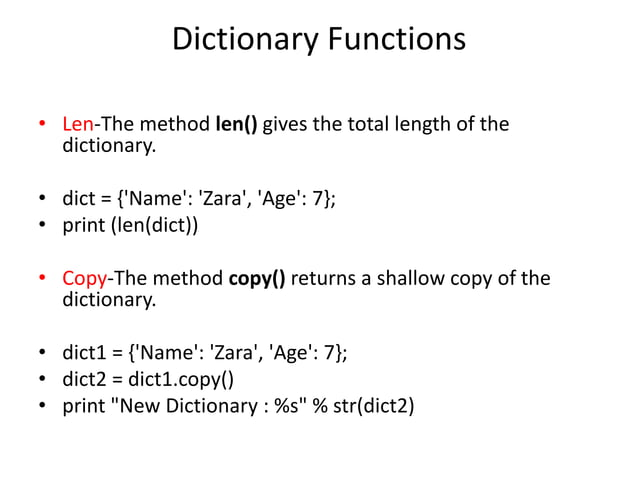 Dictionary Functions
• Len-The method len() gives the total length of the
dictionary.
• dict = {'Name': 'Zara', 'Age': 7};
• print (len(dict))
• Copy-The method copy() returns a shallow copy of the
dictionary.
• dict1 = {'Name': 'Zara', 'Age': 7};
• dict2 = dict1.copy()
• print "New Dictionary : %s" % str(dict2)